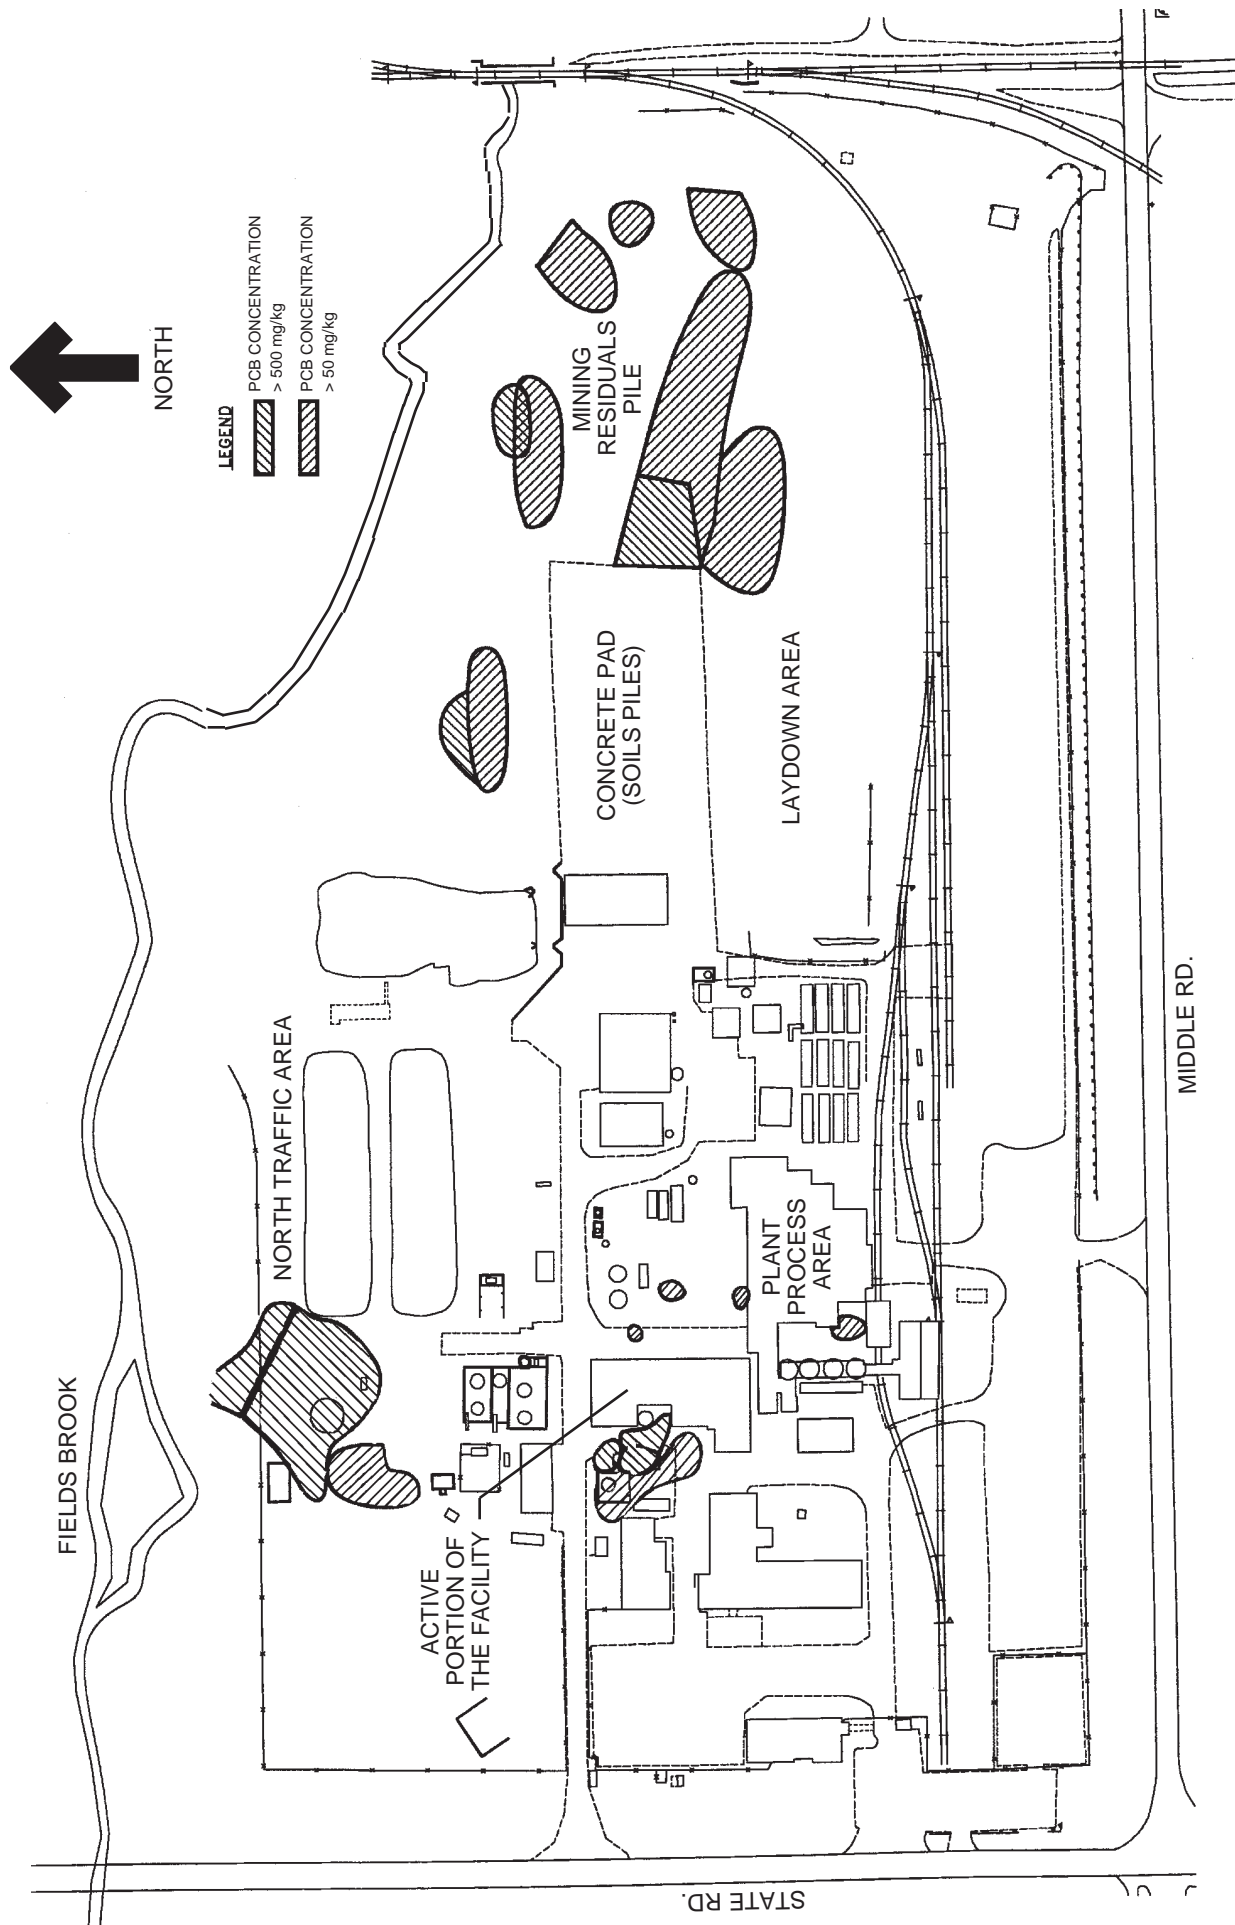 NORTH
LEGEND
PCB CONCENTRATION
> 500 mg/kg
PCB CONCENTRATION
> 50 mg/kg
FIELDS BROOK
NORTH TRAFFIC AREA
ACTIVE
PORTION OF
THE FACILITY
MINING
RESIDUALS
PILE
CONCRETE PAD
(SOILS PILES)
LAYDOWN AREA
PLANT
PROCESS
AREA
MIDDLE RD.
STATE RD.